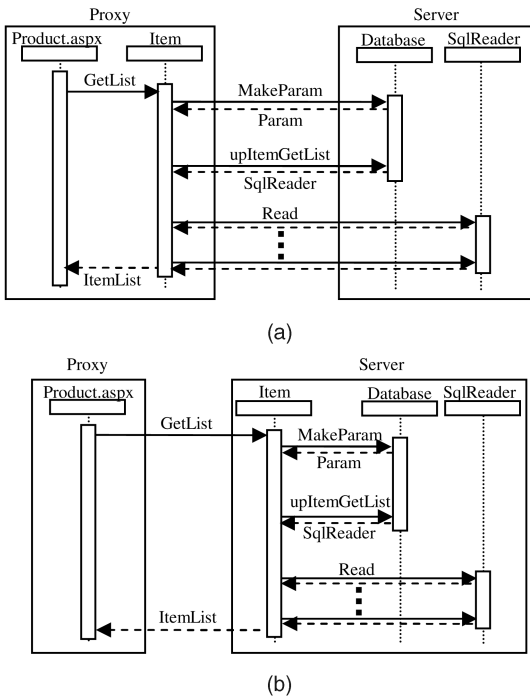 Proxy Server
Product.aspx Item Database SqlReader
GetList
MakeParam
Param
upItemGetList
SqlReader
Read
ItemList
(a)
Proxy Server
Product.aspx Item Database SqlReader
GetList
MakeParam
Param
upItemGetList
SqlReader
Read
ItemList
(b)